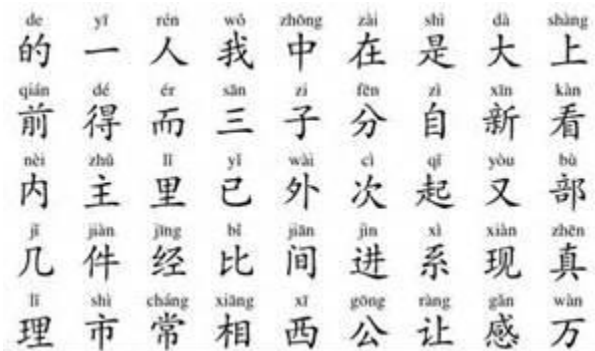 de yī rén wǒ zhōng zài shì dà shàng
的 一 人 我 中 在 是 大 上
qián dé ér sān zi fēn zì xīn kàn
前 得 而 三 子 分 自 新 看
nèi zhǔ lǐ yǐ wài cì qǐ yòu bù
内 主 里 已 外 次 起 又 部
jǐ jiàn jīng bǐ jiān jìn xì xiàn zhēn
几 件 经 比 间 进 系 现 真
lǐ shì cháng xiāng xī gōng ràng gǎn wàn
理 市 常 相 西 公 让 感 万